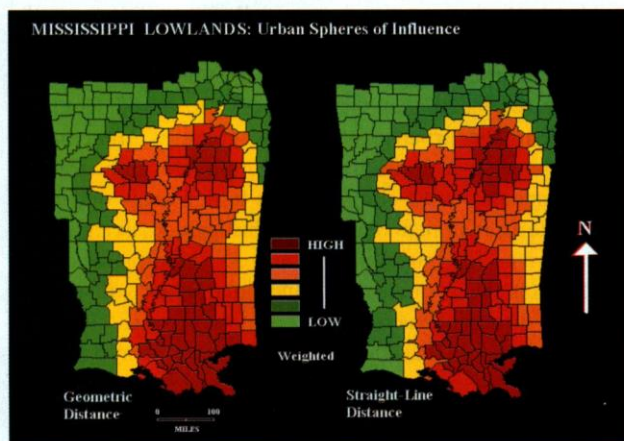 MISSISSIPPI LOWLANDS: Urban Spheres of Influence
N
HIGH
LOW
Weighted
Geometric
Distance
0 100
MILES
Straight-Line
Distance